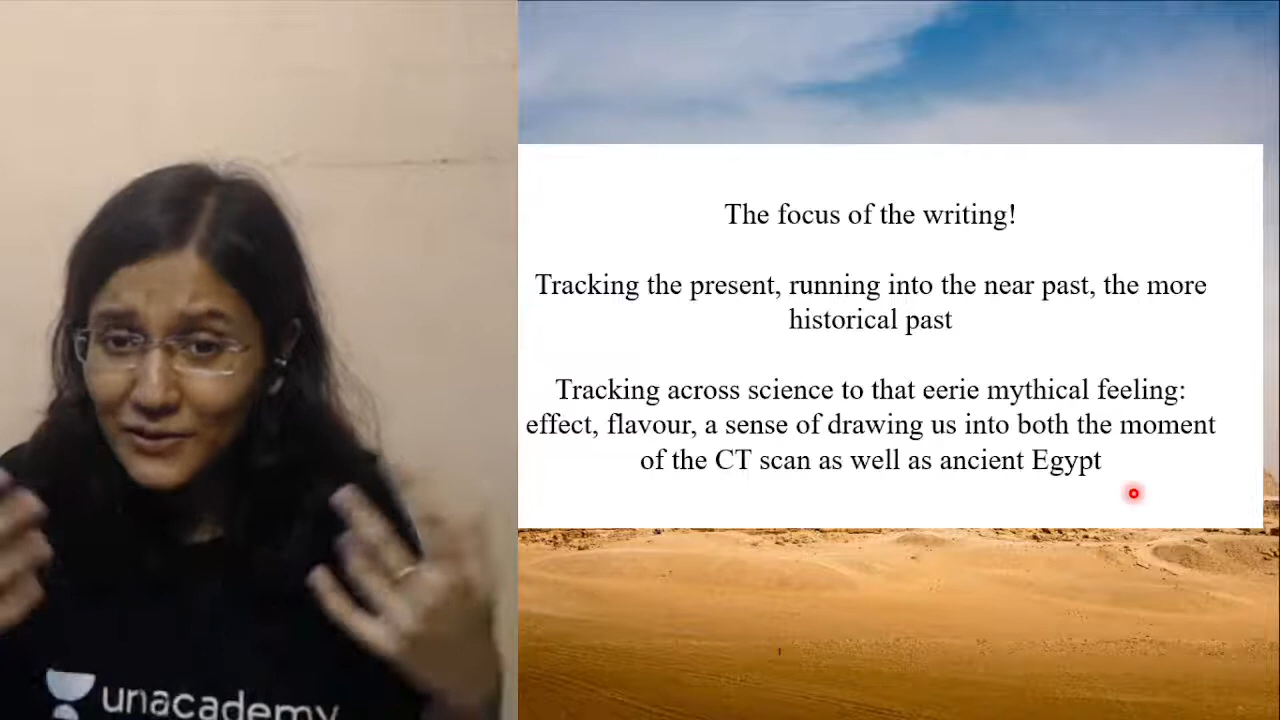 The focus of the writing!
Tracking the present, running into the near past, the more
historical past
Tracking across science to that eerie mythical feeling:
effect, flavour, a sense of drawing us into both the moment
of the CT scan as well as ancient Egypt
unacademy